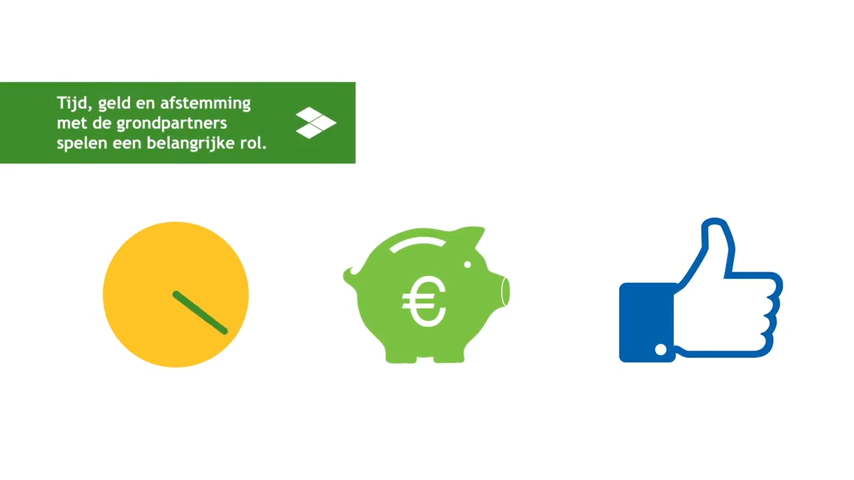 Tijd, geld en afstemming
met de grondpartners
spelen een belangrijke rol.
€